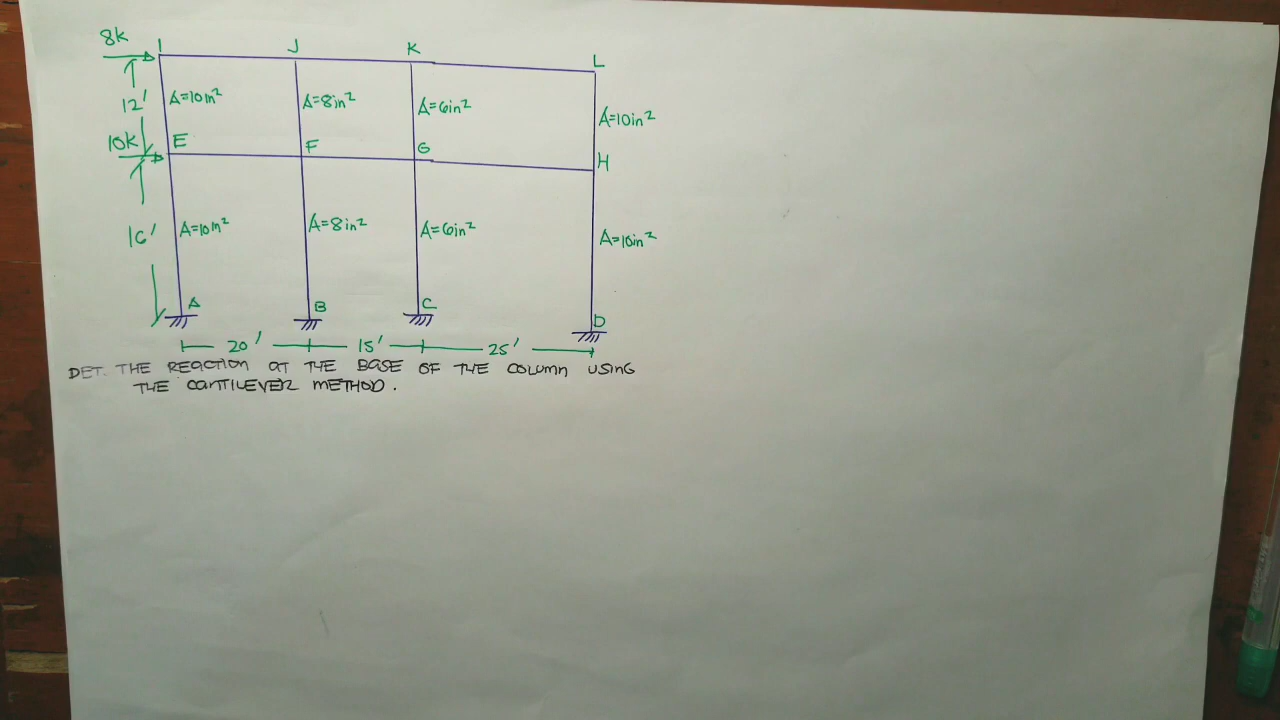 8k
I
J
K
L
12'
A=10in²
A=8in²
A=6in²
A=10in²
10k
E
F
G
H
16'
A=10in²
A=8in²
A=6in²
A=10in²
A
B
C
D
20'
15'
25'
DET. THE REACTION AT THE BASE OF THE COLUMN USING
THE CANTILEVER METHOD.